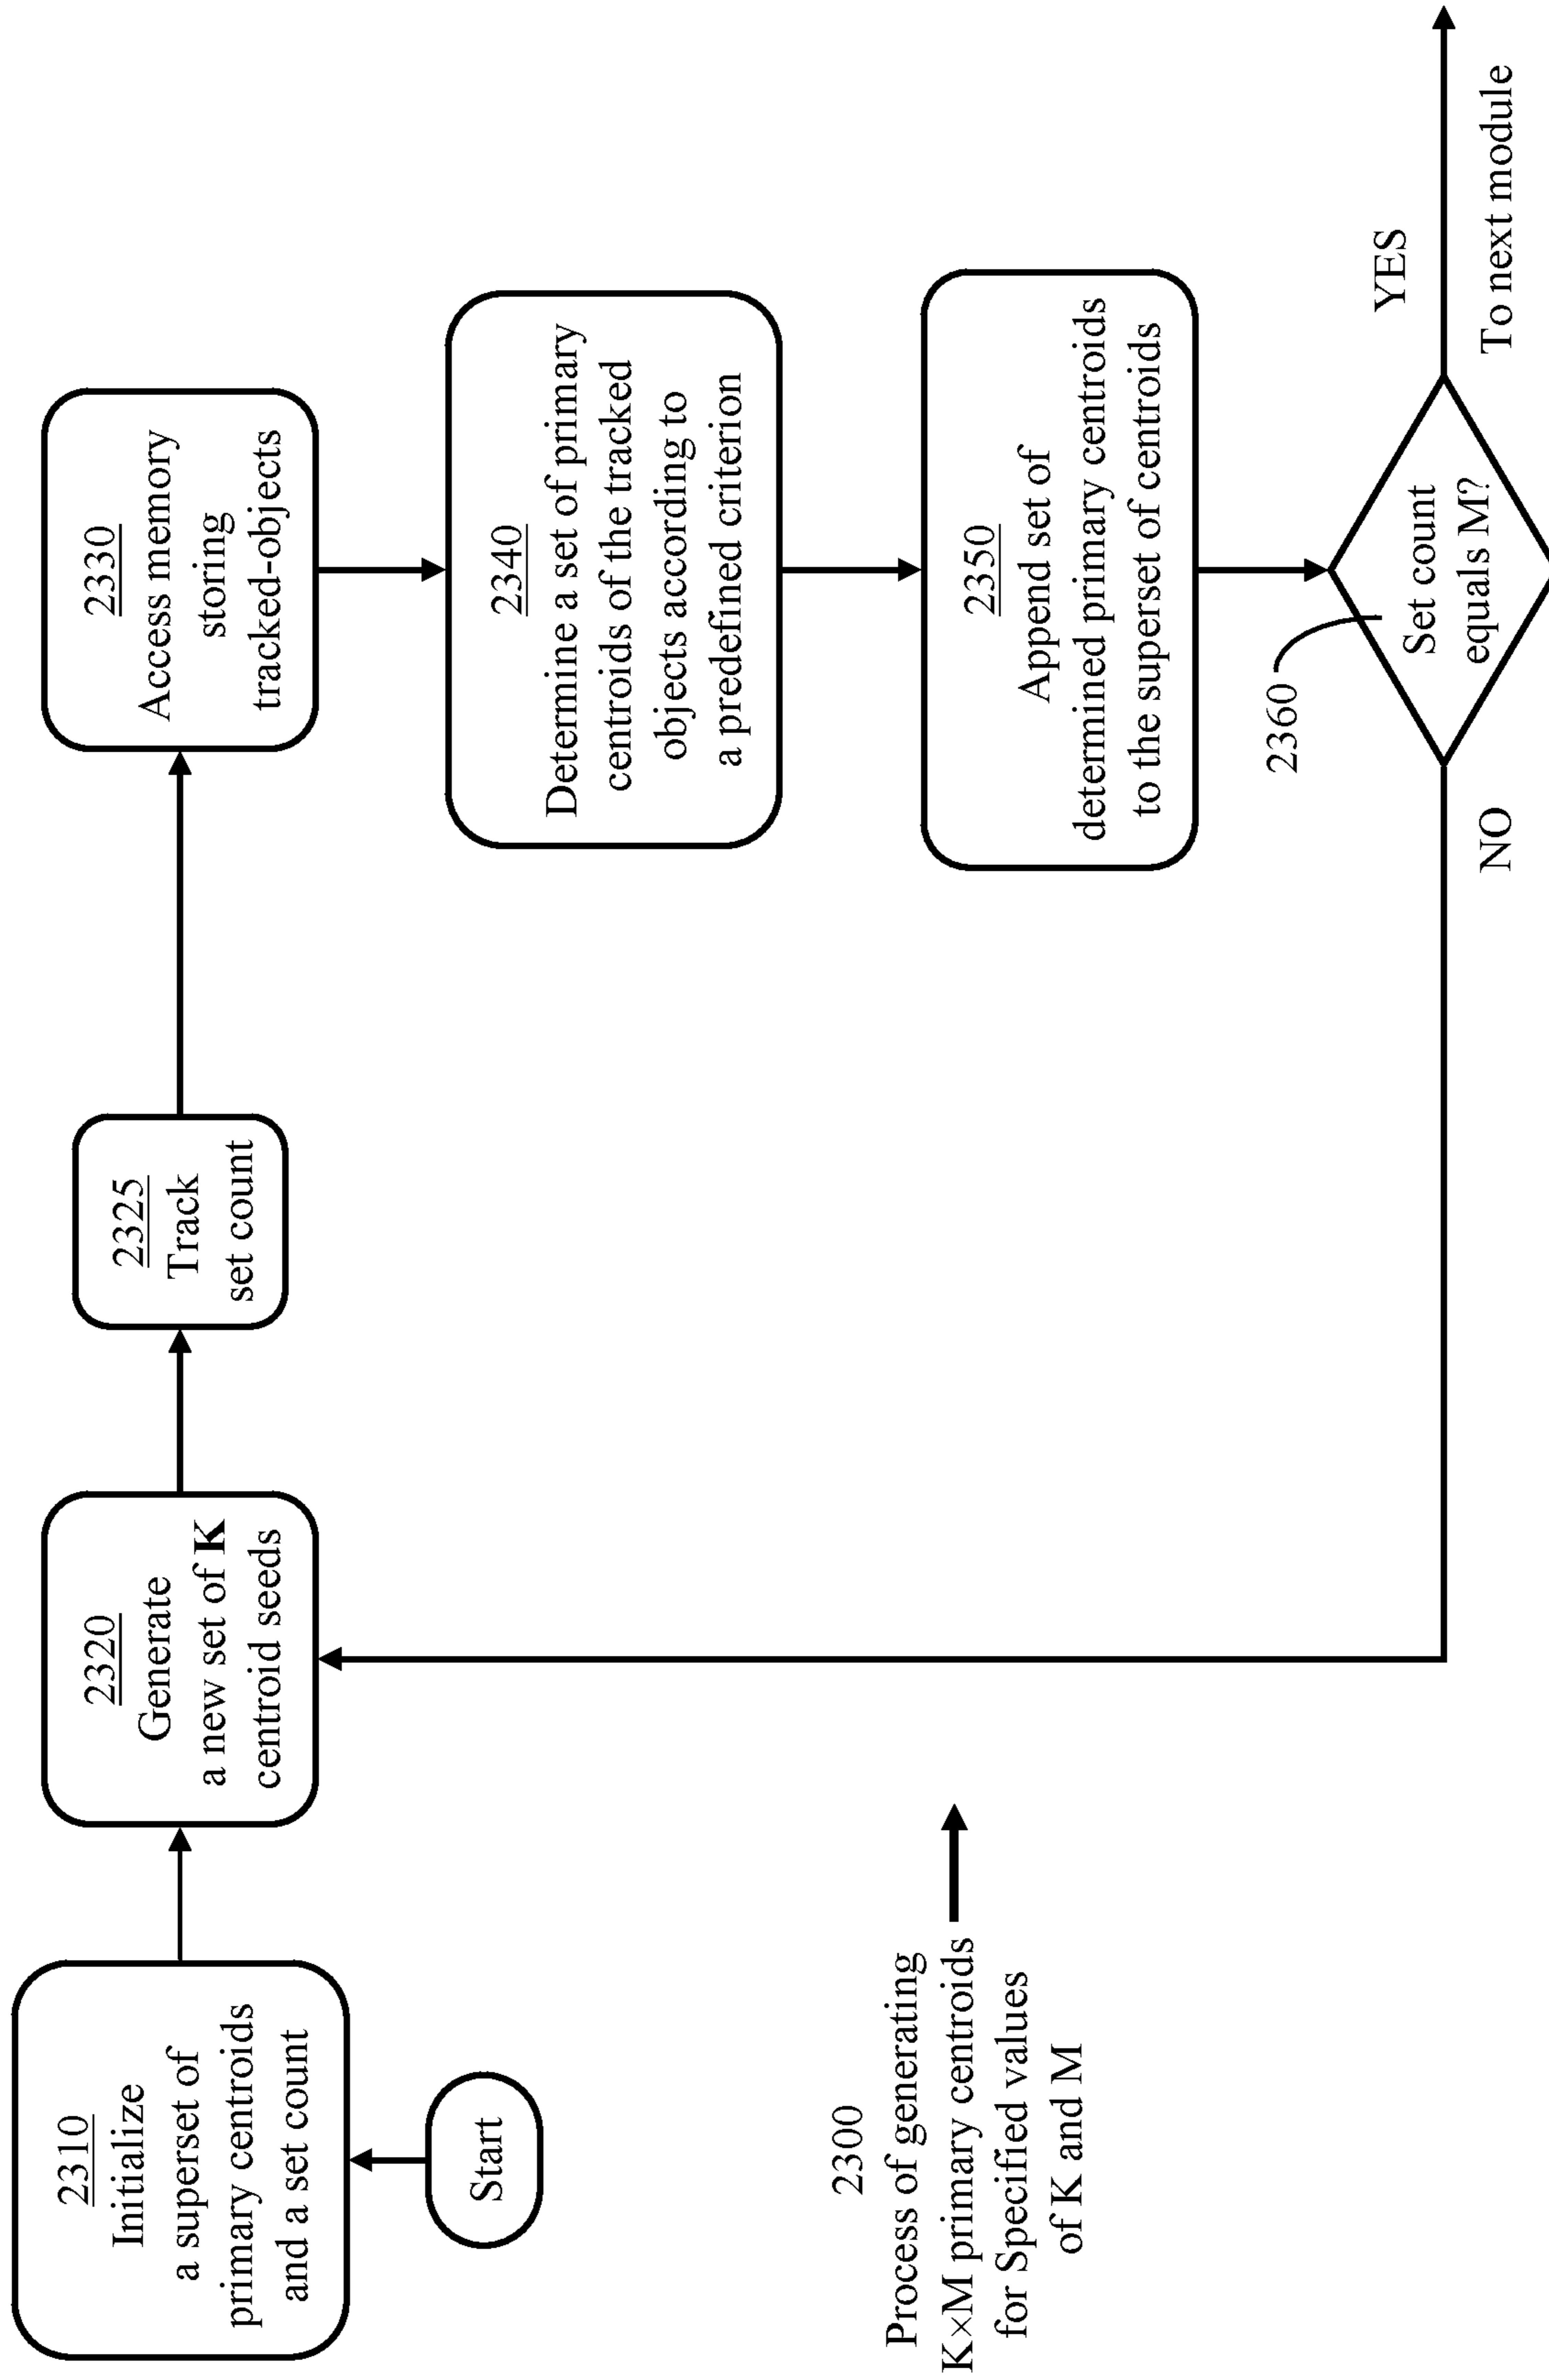 2310
Initialize
a superset of
primary centroids
and a set count
Start
2320
Generate
a new set of K
centroid seeds
2325
Track
set count
2330
Access memory
storing
tracked-objects
2340
Determine a set of primary
centroids of the tracked
objects according to
a predefined criterion
2350
Append set of
determined primary centroids
to the superset of centroids
2360
Set count
equals M?
YES
To next module
NO
2300
Process of generating
K×M primary centroids
for Specified values
of K and M